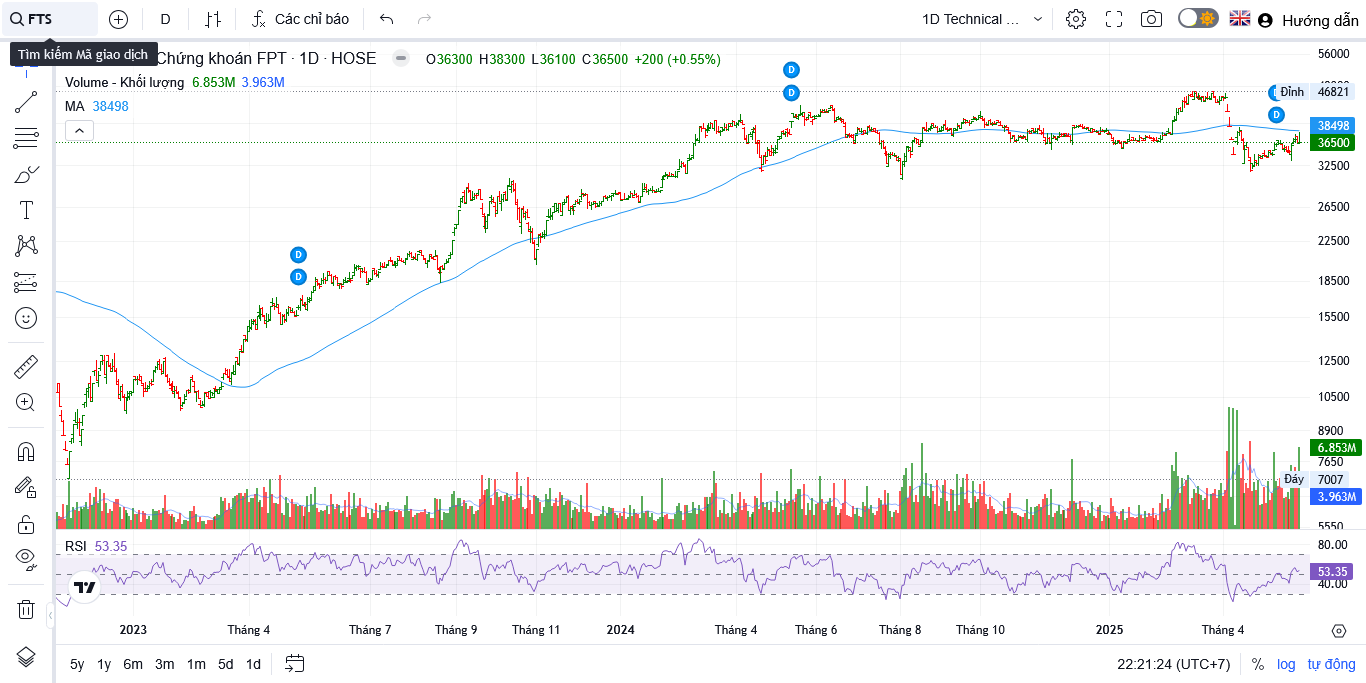 FTS
D
Các chỉ báo
1D Technical ...
Hướng dẫn
Tìm kiếm Mã giao dịch
Chứng khoán FPT · 1D · HOSE
O36300 H38300 L36100 C36500 +200 (+0.55%)
Volume - Khối lượng 6.853M 3.963M
MA 38498
D
D
D
D
D
56000
Đỉnh 46821
38498
36500
32500
26500
22500
18500
15500
12500
10500
8900
6.853M
7650
Đáy 7007
3.963M
5550
RSI 53.35
80.00
53.35
40.00
2023 Tháng 4 Tháng 7 Tháng 9 Tháng 11 2024 Tháng 4 Tháng 6 Tháng 8 Tháng 10 2025 Tháng 4
5y 1y 6m 3m 1m 5d 1d
22:21:24 (UTC+7) % log tự động